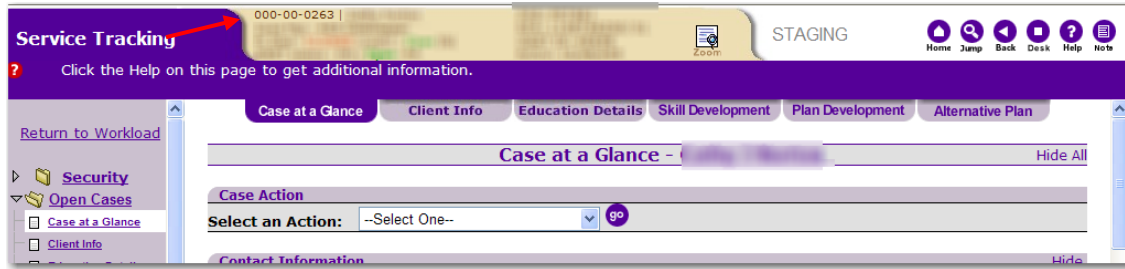 000-00-0263 |
Service Tracking
Zoom
STAGING
Home Jump Back Desk Help Note
? Click the Help on this page to get additional information.
Case at a Glance Client Info Education Details Skill Development Plan Development Alternative Plan
Return to Workload
Case at a Glance -
Hide All
Security
Open Cases
Case at a Glance
Client Info
Case Action
Select an Action: --Select One-- go
Contact Information Hide